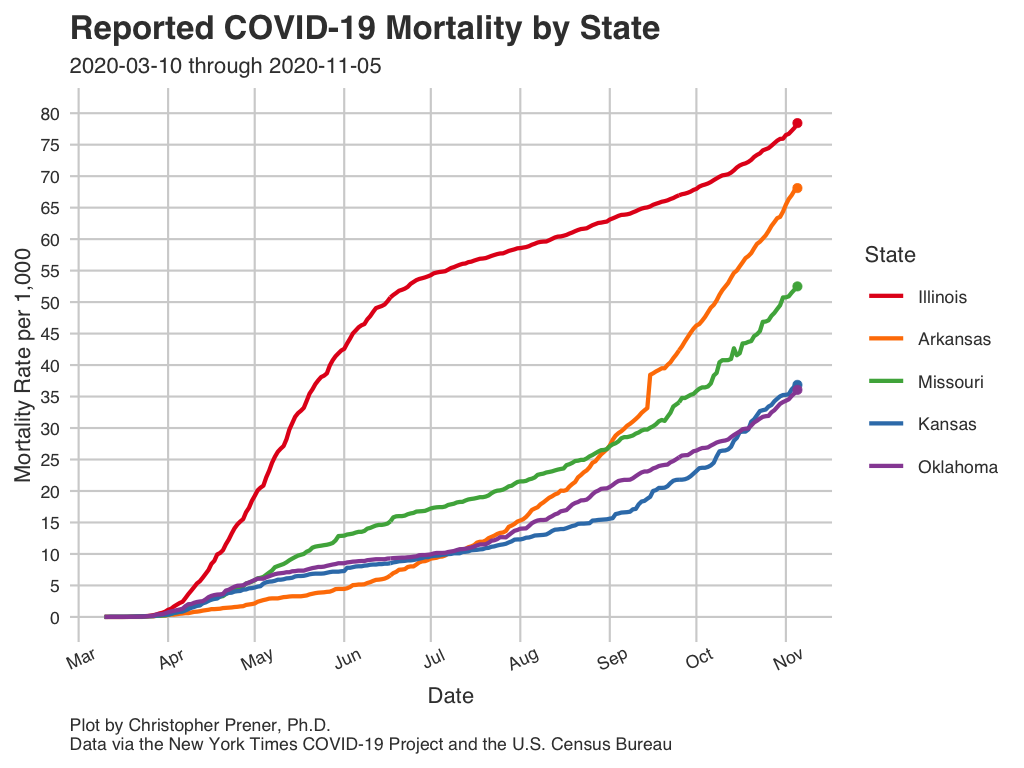 Reported COVID-19 Mortality by State
2020-03-10 through 2020-11-05
Mortality Rate per 1,000
80
75
70
65
60
55
50
45
40
35
30
25
20
15
10
5
0
Mar
Apr
May
Jun
Jul
Aug
Sep
Oct
Nov
Date
State
Illinois
Arkansas
Missouri
Kansas
Oklahoma
Plot by Christopher Prener, Ph.D.
Data via the New York Times COVID-19 Project and the U.S. Census Bureau